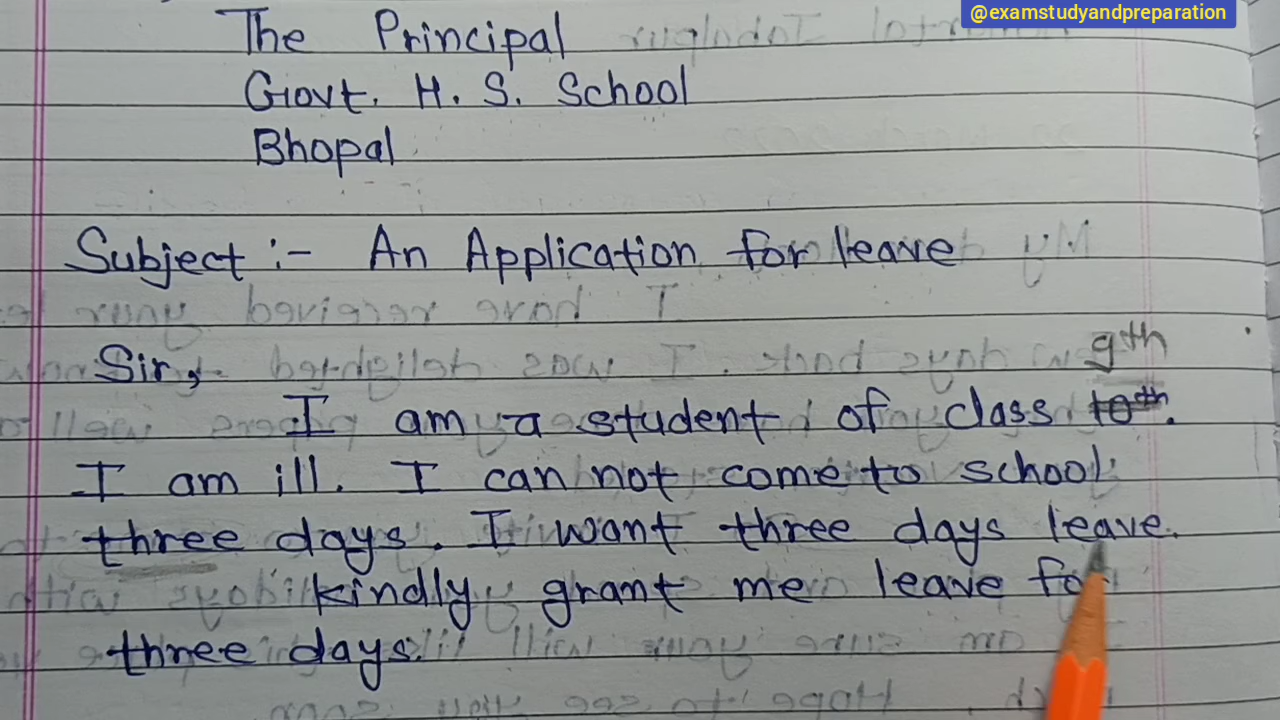 @examstudyandpreparation
The Principal
Govt. H. S. School
Bhopal
Subject :- An Application for leave
Sir,
9th
I am a student of class 10th.
I am ill. I can not come to school
three days. I want three days leave.
kindly grant me leave for
three days.